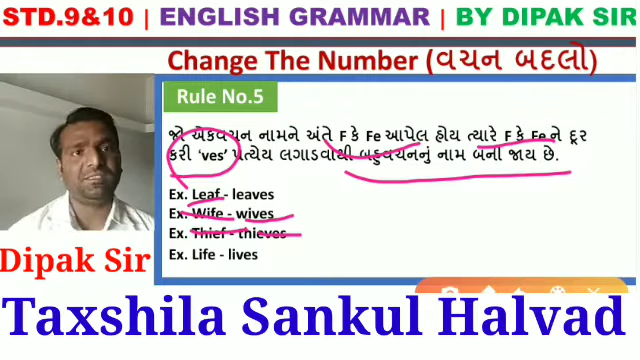 STD.9&10 | ENGLISH GRAMMAR | BY DIPAK SIR
Change The Number (વચન બદલો)
Rule No.5
જો એકવચન નામને અંતે F કે Fe આપેલ હોય ત્યારે F કે Fe ને દૂર
કરી ‘ves’ પ્રત્યેય લગાડવાથી બહુવચનનું નામ બની જાય છે.
Ex. Leaf - leaves
Ex. Wife - wives
Ex. Thief - thieves
Ex. Life - lives
Dipak Sir
Taxshila Sankul Halvad